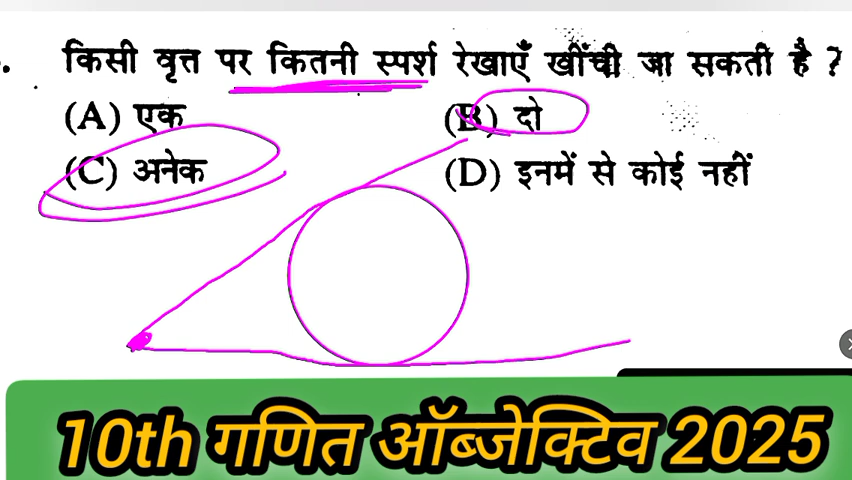 किसी वृत्त पर कितनी स्पर्श रेखाएँ खींची जा सकती है ?
(A) एक (B) दो
(C) अनेक (D) इनमें से कोई नहीं
10th गणित ऑब्जेक्टिव 2025